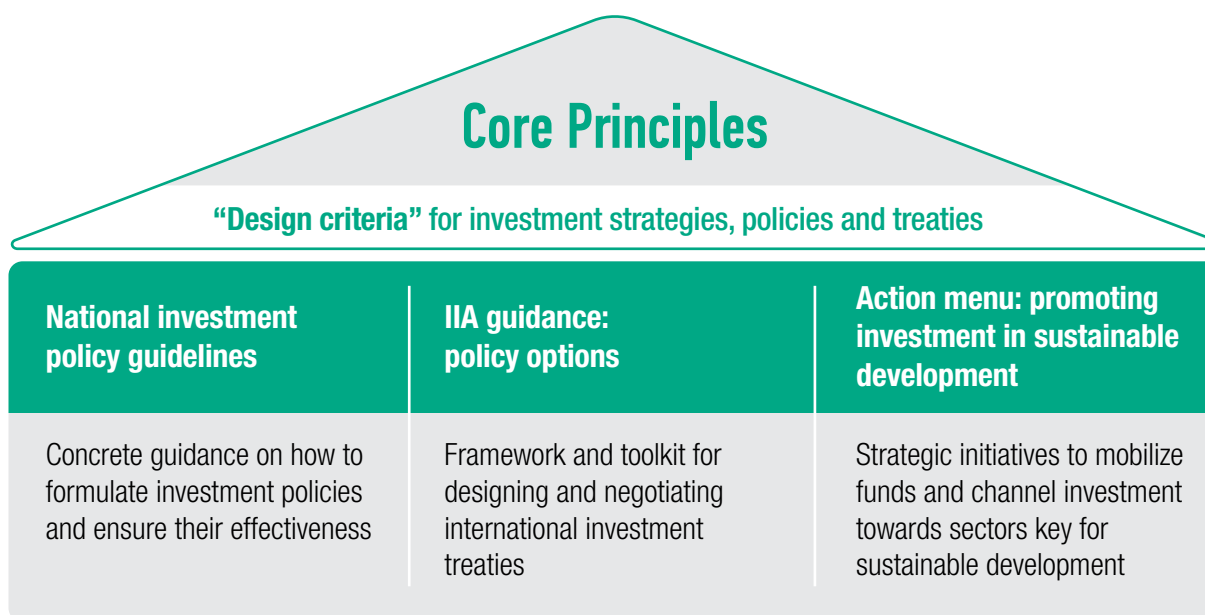 Core Principles
“Design criteria” for investment strategies, policies and treaties
National investment
policy guidelines
IIA guidance:
policy options
Action menu: promoting
investment in sustainable
development
Concrete guidance on how to
formulate investment policies
and ensure their effectiveness
Framework and toolkit for
designing and negotiating
international investment
treaties
Strategic initiatives to mobilize
funds and channel investment
towards sectors key for
sustainable development